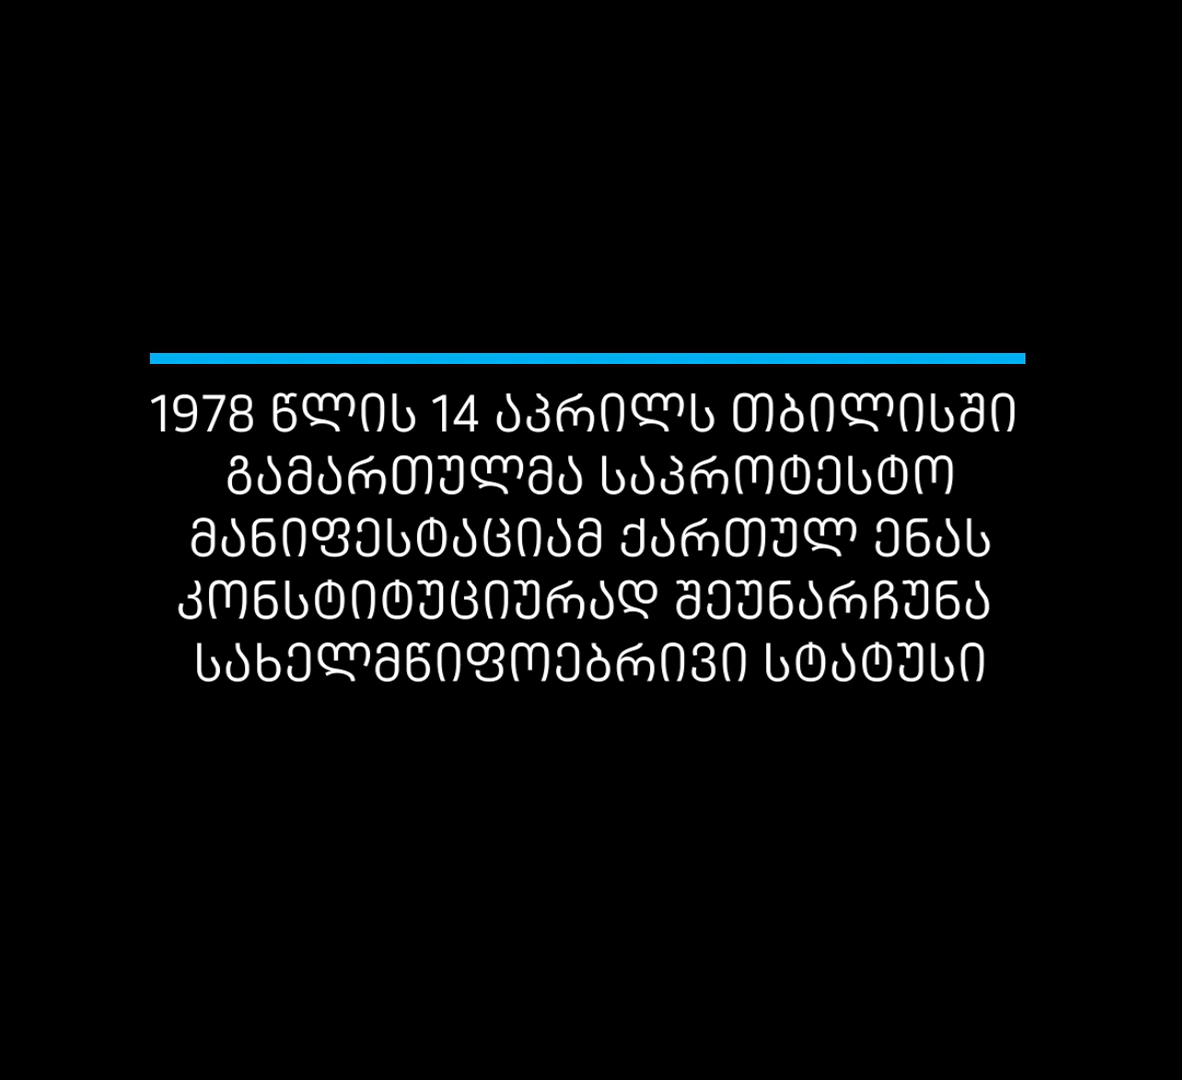 1978 წლის 14 აპრილს თბილისში
გამართულმა საპროტესტო
მანიფესტაციამ ქართულ ენას
კონსტიტუციურად შეუნარჩუნა
სახელმწიფოებრივი სტატუსი